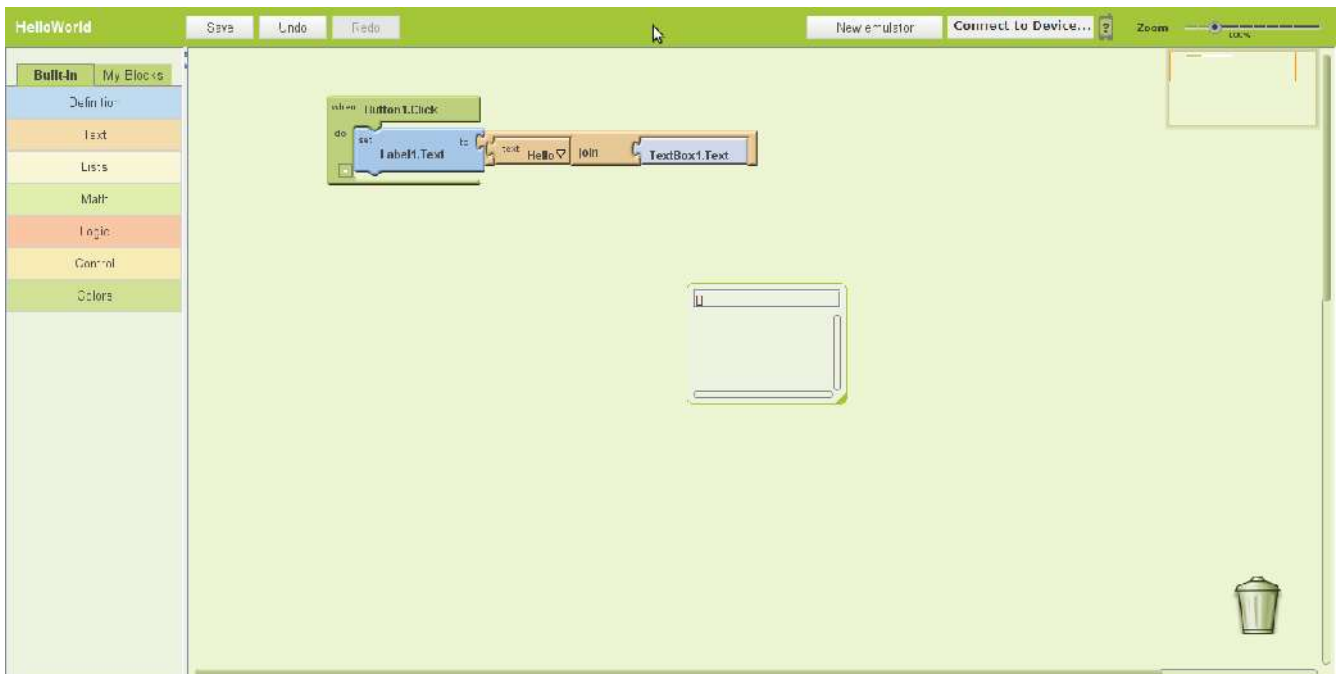 HelloWorld Save Undo Redo New emulator Connect to Device... ? Zoom
100%
Built-In My Blocks
Definition
Text
Lists
Math
Logic
Control
Colors
when Button1.Click
do set Label1.Text to text Hello join TextBox1.Text